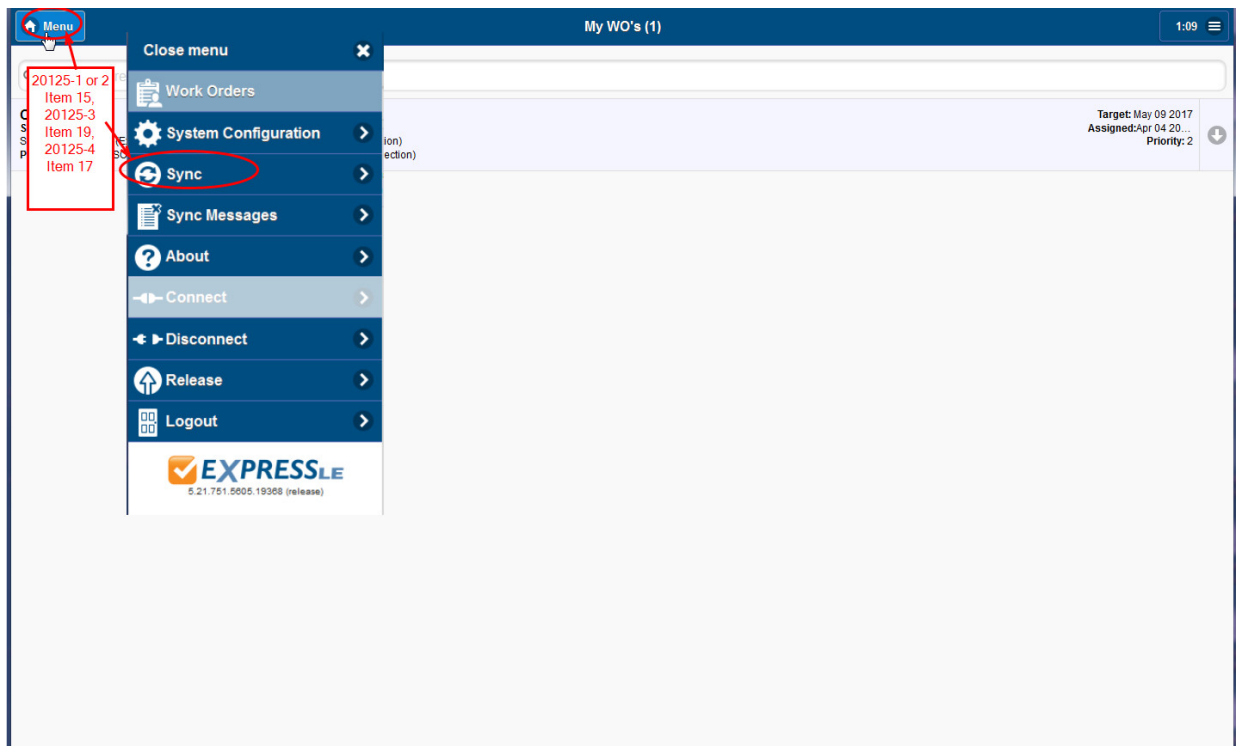 Menu
My WO's (1)
1:09
Close menu
20125-1 or 2
Item 15,
20125-3
Item 19,
20125-4
Item 17
Work Orders
System Configuration
Sync
Sync Messages
About
Connect
Disconnect
Release
Logout
EXPRESSLE
5.21.751.5605.19368 (release)
Target: May 09 2017
Assigned:Apr 04 20...
Priority: 2
ion)
ection)